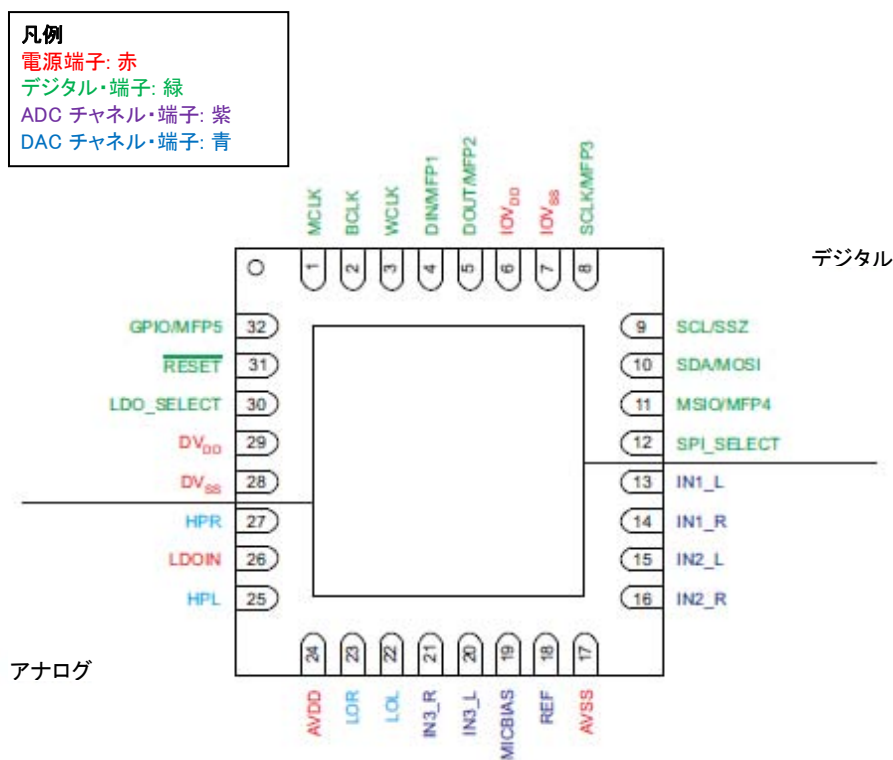 凡例
電源端子: 赤
デジタル・端子: 緑
ADC チャネル・端子: 紫
DAC チャネル・端子: 青
MCLK
BCLK
WCLK
DIN/MFP1
DOUT/MFP2
IOVDD
IOVSS
SCLK/MFP3
1
2
3
4
5
6
7
8
デジタル
GPIO/MFP5 32
RESET 31
LDO_SELECT 30
DVDD 29
DVSS 28
HPR 27
LDOIN 26
HPL 25
9 SCL/SSZ
10 SDA/MOSI
11 MSIO/MFP4
12 SPI_SELECT
13 IN1_L
14 IN1_R
15 IN2_L
16 IN2_R
アナログ
24
23
22
21
20
19
18
17
AVDD
LOR
LOL
IN3_R
IN3_L
MICBIAS
REF
AVSS